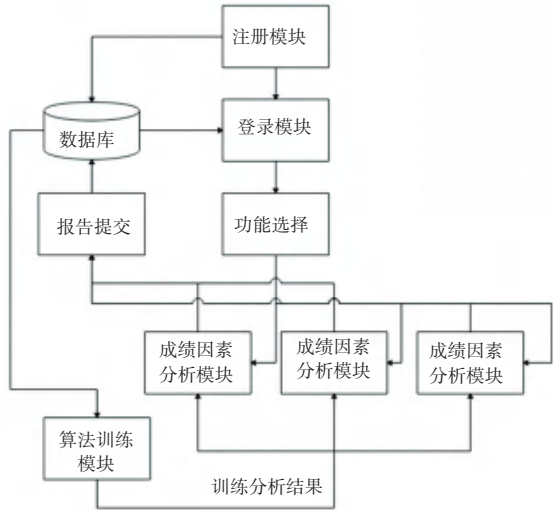 注册模块
数据库
登录模块
报告提交
功能选择
成绩因素
分析模块
成绩因素
分析模块
成绩因素
分析模块
算法训练
模块
训练分析结果